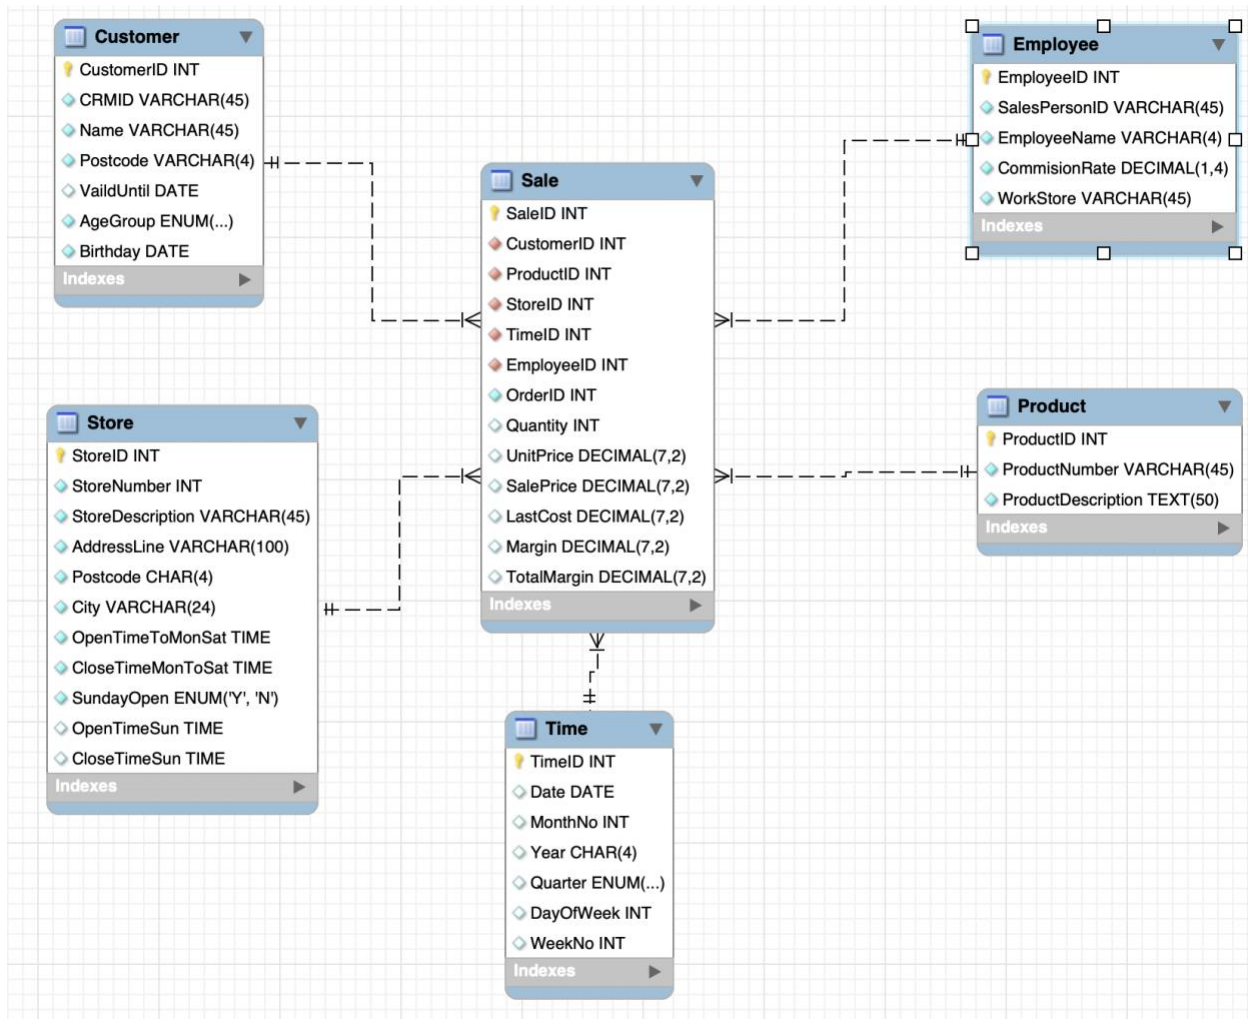 Customer
CustomerID INT
CRMID VARCHAR(45)
Name VARCHAR(45)
Postcode VARCHAR(4)
VaildUntil DATE
AgeGroup ENUM(...)
Birthday DATE
Indexes
Employee
EmployeeID INT
SalesPersonID VARCHAR(45)
EmployeeName VARCHAR(4)
CommisionRate DECIMAL(1,4)
WorkStore VARCHAR(45)
Indexes
Sale
SaleID INT
CustomerID INT
ProductID INT
StoreID INT
TimeID INT
EmployeeID INT
OrderID INT
Quantity INT
UnitPrice DECIMAL(7,2)
SalePrice DECIMAL(7,2)
LastCost DECIMAL(7,2)
Margin DECIMAL(7,2)
TotalMargin DECIMAL(7,2)
Indexes
Store
StoreID INT
StoreNumber INT
StoreDescription VARCHAR(45)
AddressLine VARCHAR(100)
Postcode CHAR(4)
City VARCHAR(24)
OpenTimeToMonSat TIME
CloseTimeMonToSat TIME
SundayOpen ENUM('Y', 'N')
OpenTimeSun TIME
CloseTimeSun TIME
Indexes
Product
ProductID INT
ProductNumber VARCHAR(45)
ProductDescription TEXT(50)
Indexes
Time
TimeID INT
Date DATE
MonthNo INT
Year CHAR(4)
Quarter ENUM(...)
DayOfWeek INT
WeekNo INT
Indexes